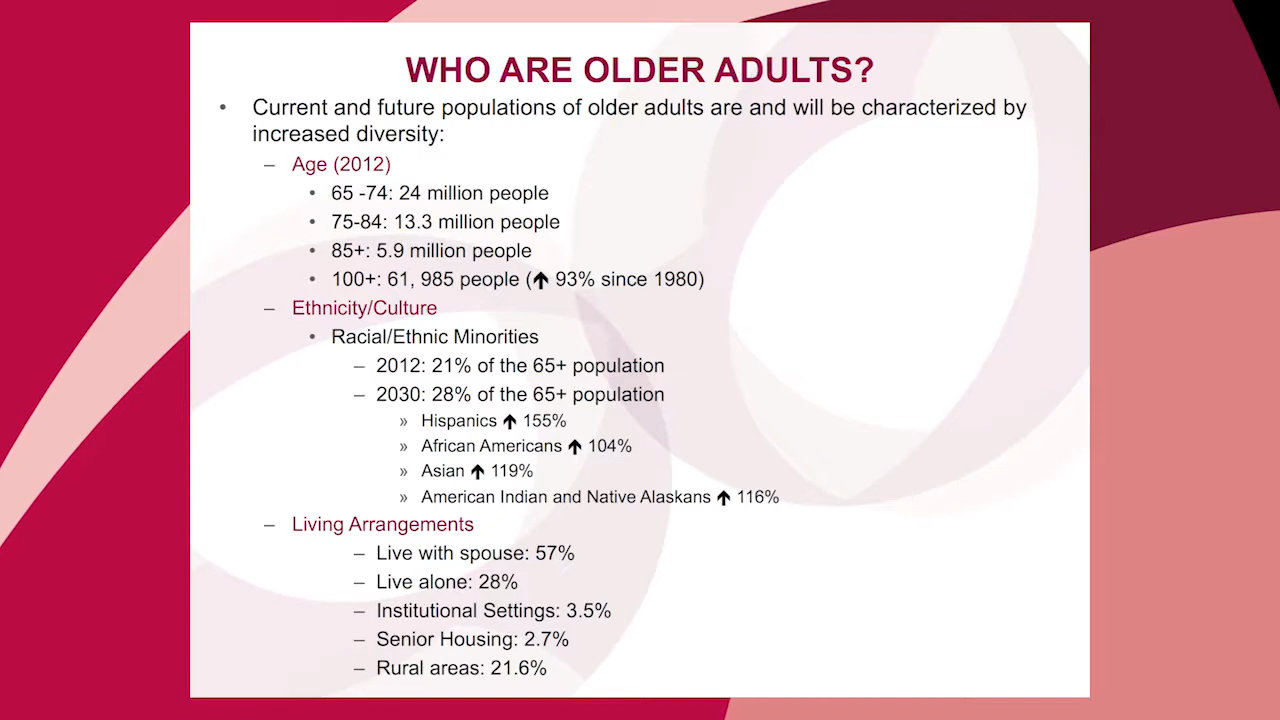 WHO ARE OLDER ADULTS?
• Current and future populations of older adults are and will be characterized by
increased diversity:
– Age (2012)
• 65 -74: 24 million people
• 75-84: 13.3 million people
• 85+: 5.9 million people
• 100+: 61, 985 people (🡹 93% since 1980)
– Ethnicity/Culture
• Racial/Ethnic Minorities
– 2012: 21% of the 65+ population
– 2030: 28% of the 65+ population
» Hispanics 🡹 155%
» African Americans 🡹 104%
» Asian 🡹 119%
» American Indian and Native Alaskans 🡹 116%
– Living Arrangements
– Live with spouse: 57%
– Live alone: 28%
– Institutional Settings: 3.5%
– Senior Housing: 2.7%
– Rural areas: 21.6%